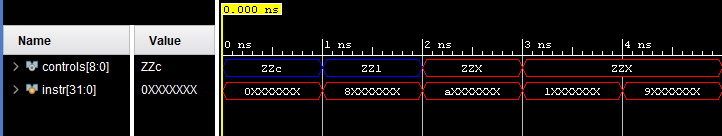 0.000 ns
Name Value
0 ns 1 ns 2 ns 3 ns 4 ns
controls[8:0] ZZc ZZc ZZ1 ZZX ZZX
instr[31:0] 0XXXXXXX 0XXXXXXX 8XXXXXXX aXXXXXXX 1XXXXXXX 9XXXXXXX